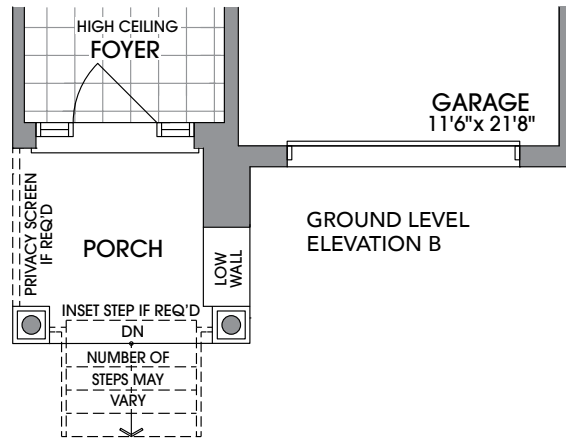 HIGH CEILING
FOYER
GARAGE
11'6"x 21'8"
PRIVACY SCREEN
IF REQ'D
PORCH
LOW
WALL
GROUND LEVEL
ELEVATION B
INSET STEP IF REQ'D
DN
NUMBER OF
STEPS MAY
VARY